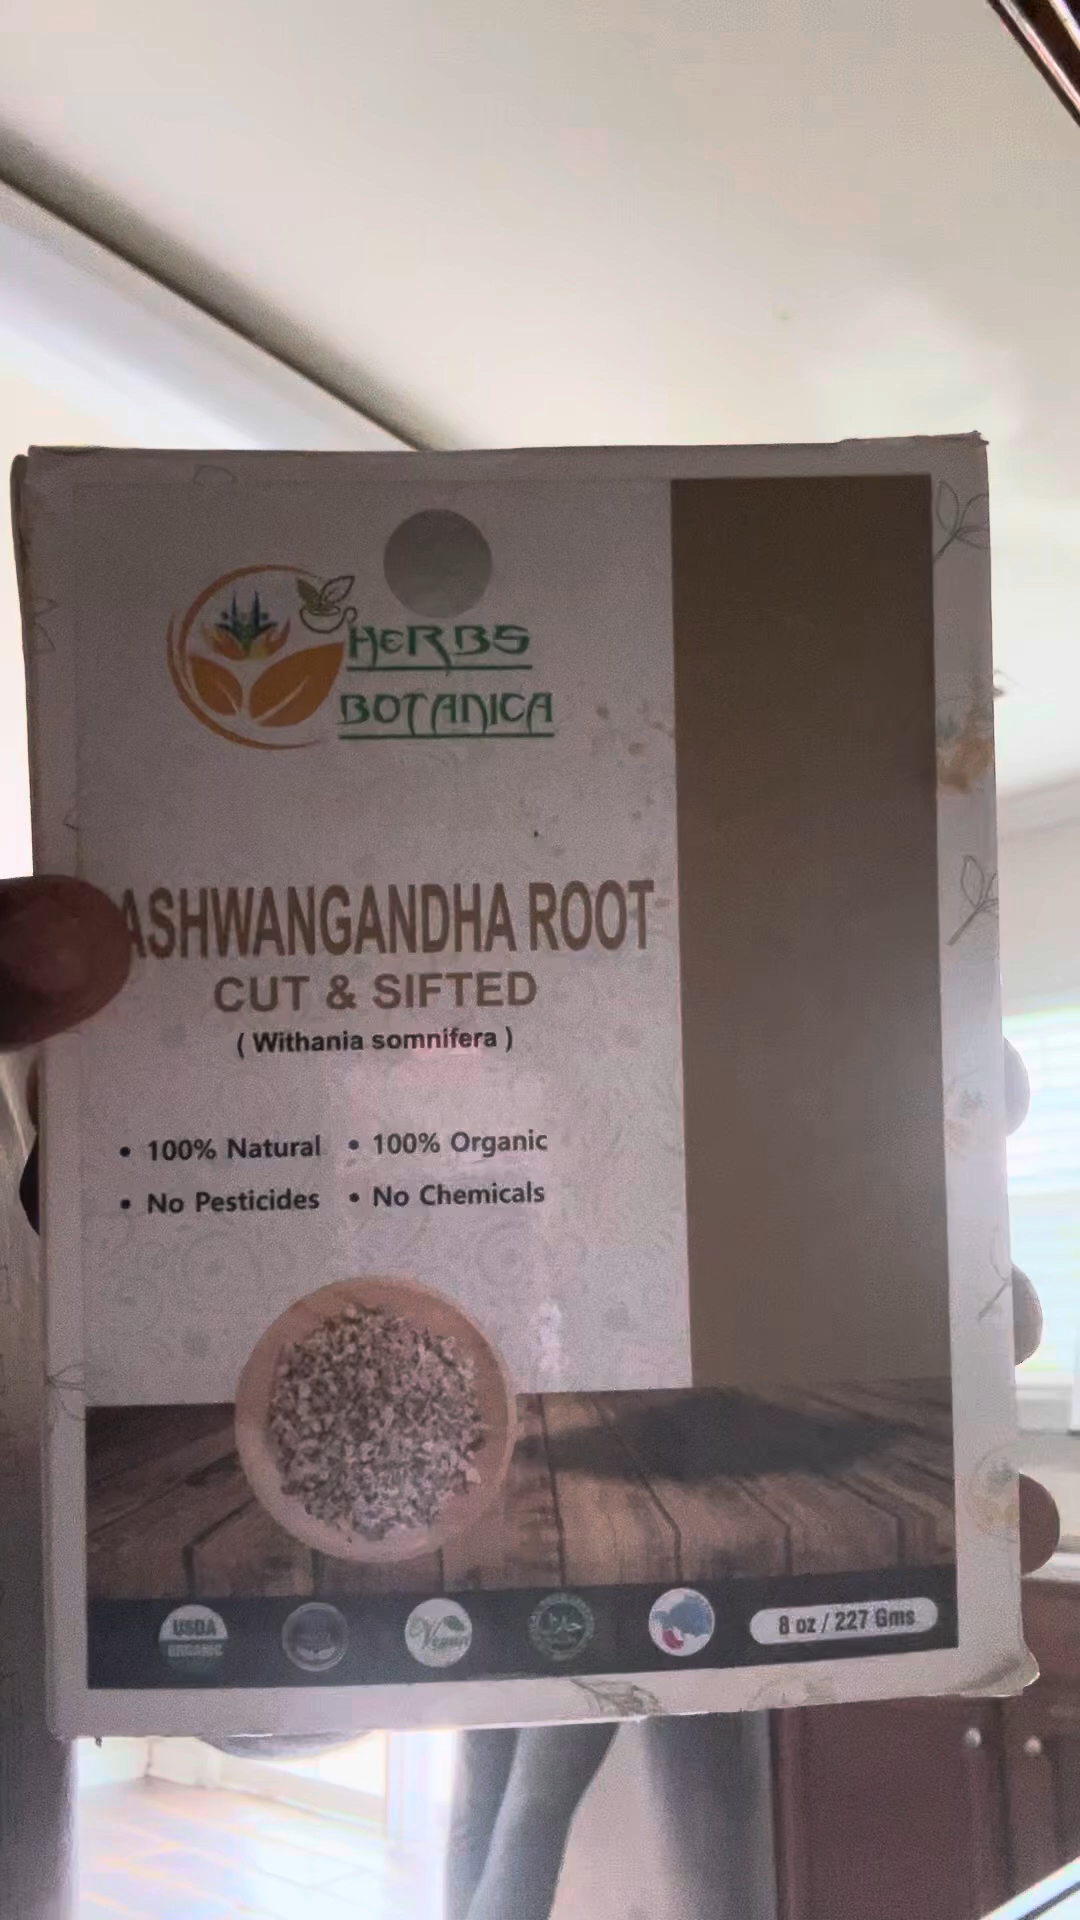 HERBS
BOTANICA
ASHWANGANDHA ROOT
CUT & SIFTED
( Withania somnifera )
• 100% Natural • 100% Organic
• No Pesticides • No Chemicals
USDA
ORGANIC
Vegan
حلال
8 oz / 227 Gms